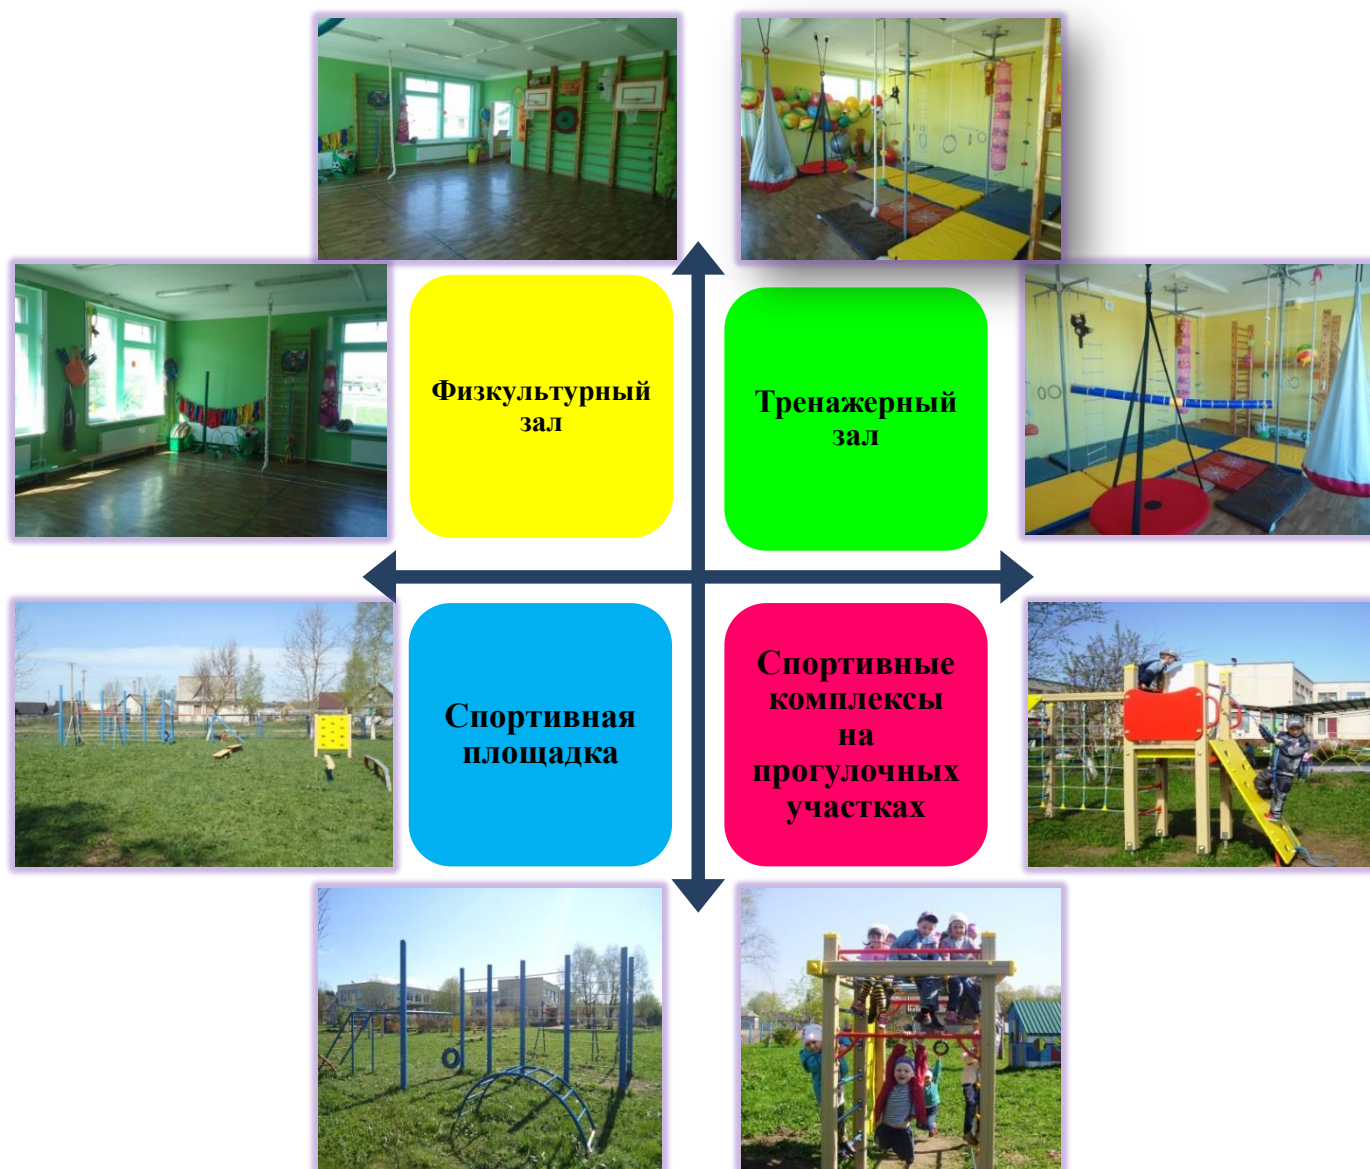 Физкультурный
зал
Тренажерный
зал
Спортивная
площадка
Спортивные
комплексы
на
прогулочных
участках